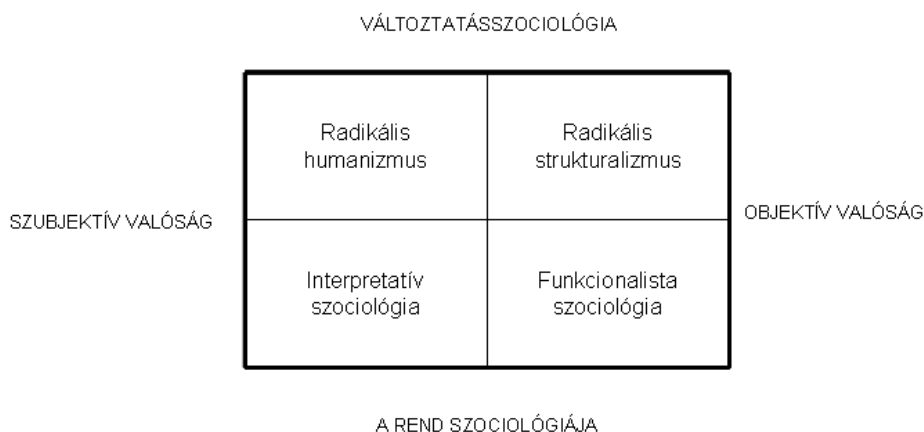 VÁLTOZTATÁSSZOCIOLÓGIA
Radikális
humanizmus
Radikális
strukturalizmus
SZUBJEKTÍV VALÓSÁG
OBJEKTÍV VALÓSÁG
Interpretatív
szociológia
Funkcionalista
szociológia
A REND SZOCIOLÓGIÁJA